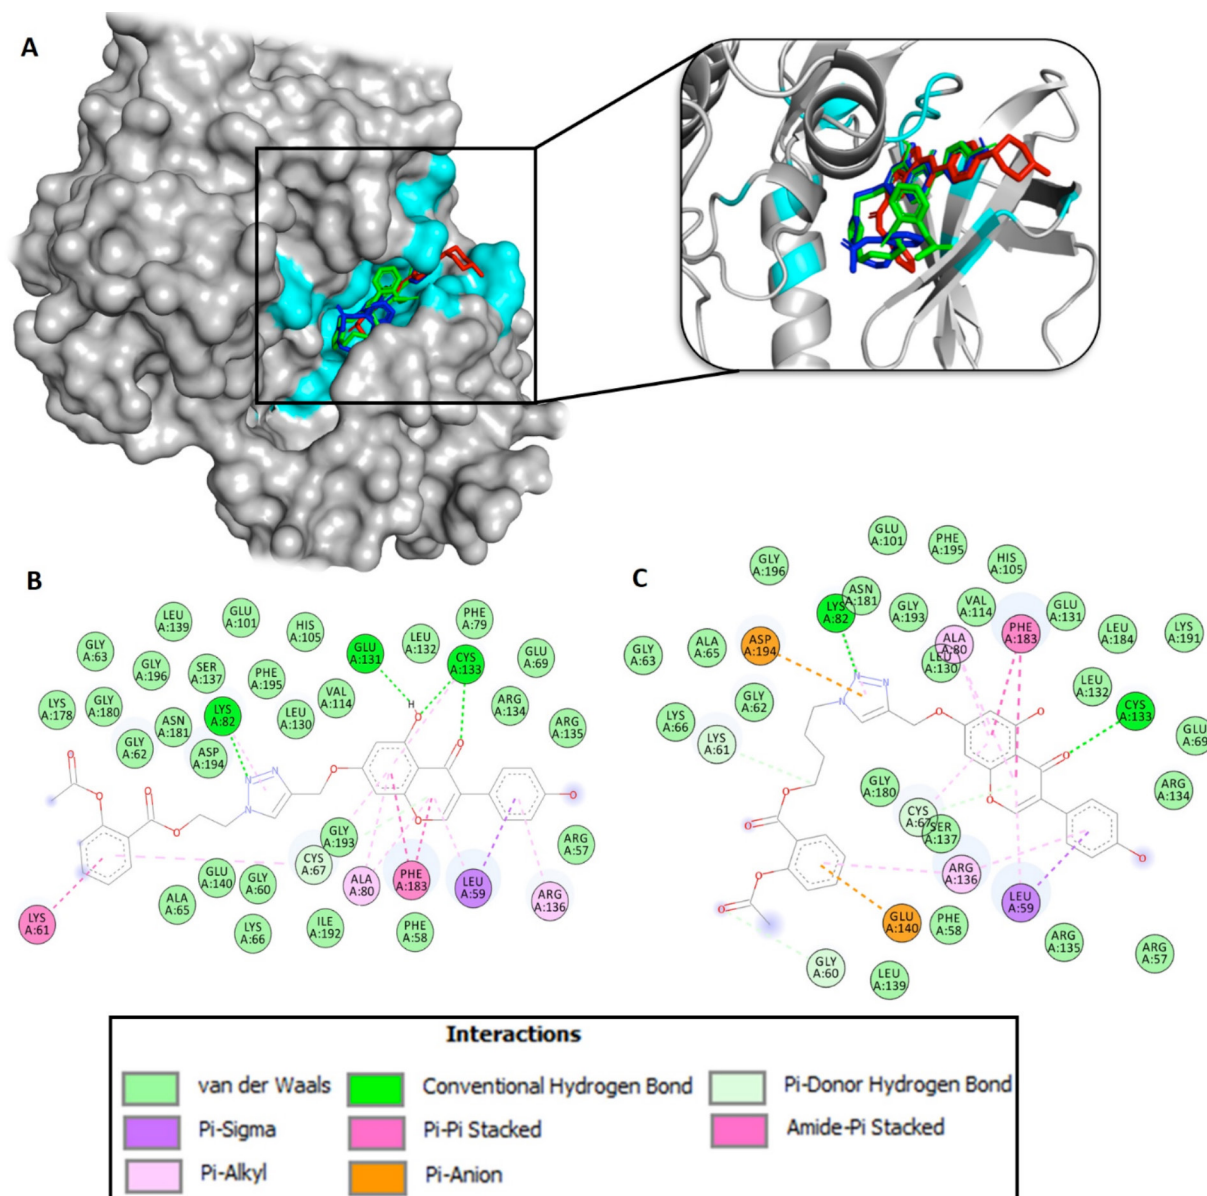 A
B
LEU
A:139
GLU
A:101
HIS
A:105
GLU
A:131
LEU
A:132
PHE
A:79
CYS
A:133
GLU
A:69
GLY
A:63
GLY
A:196
SER
A:137
PHE
A:195
VAL
A:114
ARG
A:134
LYS
A:178
GLY
A:180
ASN
A:181
LYS
A:82
LEU
A:130
ARG
A:135
GLY
A:62
ASP
A:194
H
O
O
O
O
N
N
N
O
O
O
O
O
GLY
A:193
CYS
A:67
ARG
A:57
GLU
A:140
GLY
A:60
ALA
A:80
PHE
A:183
LEU
A:59
ARG
A:136
ALA
A:65
LYS
A:61
LYS
A:66
ILE
A:192
PHE
A:58
C
GLU
A:101
PHE
A:195
HIS
A:105
GLY
A:196
LYS
A:82
ASN
A:181
GLY
A:193
VAL
A:114
GLU
A:131
PHE
A:183
LEU
A:184
LYS
A:191
GLY
A:63
ALA
A:65
ASP
A:194
ALA
A:80
LEU
A:130
LEU
A:132
CYS
A:133
LYS
A:66
GLY
A:62
LYS
A:61
GLU
A:69
N
N
N
O
O
O
O
O
O
O
O
O
GLY
A:180
ARG
A:134
CYS
A:67
SER
A:137
ARG
A:136
LEU
A:59
GLU
A:140
PHE
A:58
ARG
A:135
ARG
A:57
GLY
A:60
LEU
A:139
Interactions
van der Waals
Conventional Hydrogen Bond
Pi-Donor Hydrogen Bond
Pi-Sigma
Pi-Pi Stacked
Amide-Pi Stacked
Pi-Alkyl
Pi-Anion